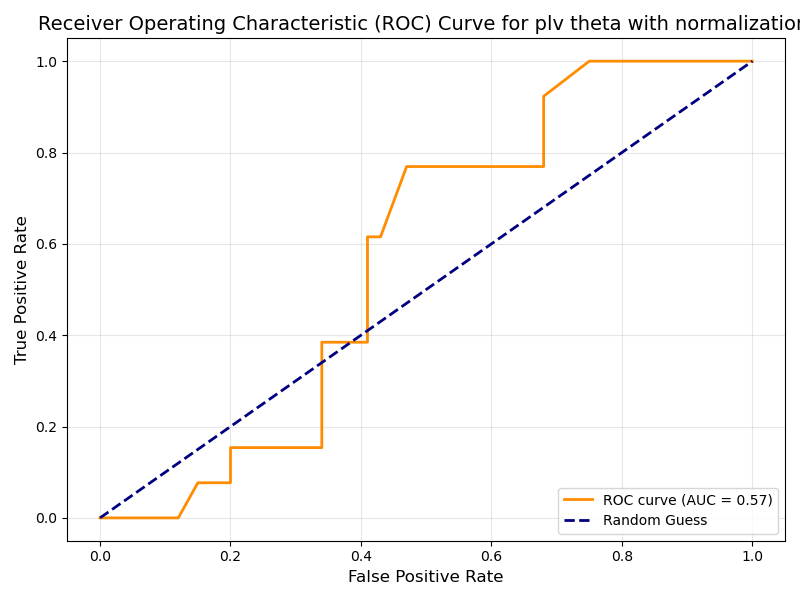 Receiver Operating Characteristic (ROC) Curve for plv theta with normalization
True Positive Rate
1.0
0.8
0.6
0.4
0.2
0.0
0.0 0.2 0.4 0.6 0.8 1.0
False Positive Rate
ROC curve (AUC = 0.57)
Random Guess